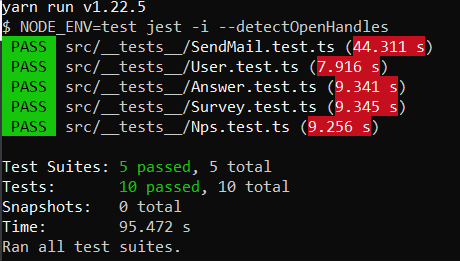 yarn run v1.22.5
$ NODE_ENV=test jest -i --detectOpenHandles
PASS src/__tests__/SendMail.test.ts (44.311 s)
PASS src/__tests__/User.test.ts (7.916 s)
PASS src/__tests__/Answer.test.ts (9.341 s)
PASS src/__tests__/Survey.test.ts (9.345 s)
PASS src/__tests__/Nps.test.ts (9.256 s)
Test Suites: 5 passed, 5 total
Tests: 10 passed, 10 total
Snapshots: 0 total
Time: 95.472 s
Ran all test suites.